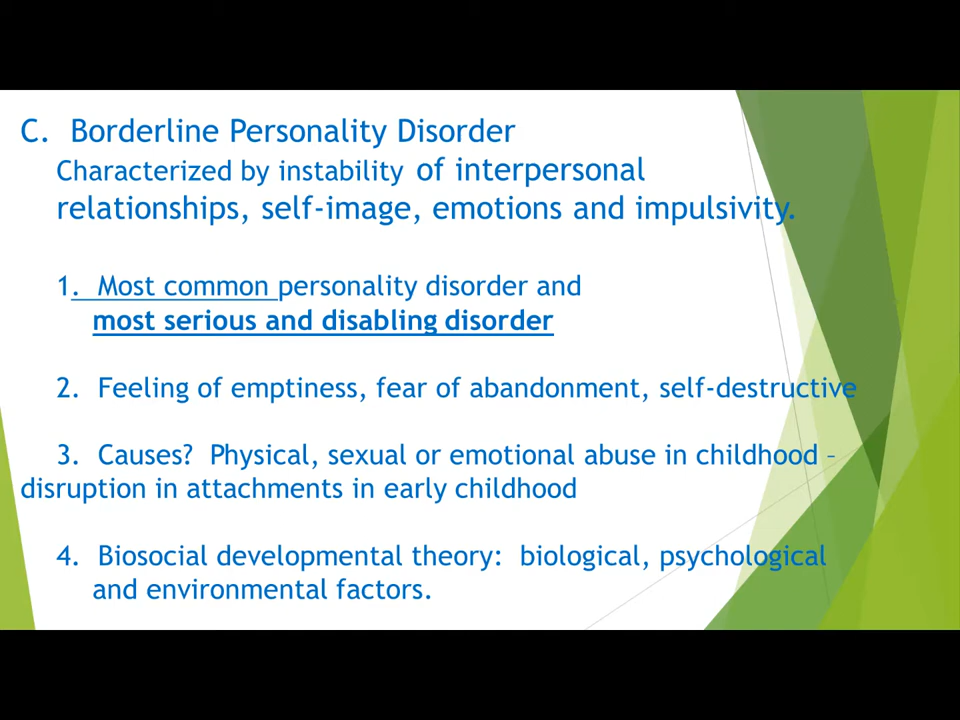 C. Borderline Personality Disorder
Characterized by instability of interpersonal
relationships, self-image, emotions and impulsivity.
1. Most common personality disorder and
most serious and disabling disorder
2. Feeling of emptiness, fear of abandonment, self-destructive
3. Causes? Physical, sexual or emotional abuse in childhood –
disruption in attachments in early childhood
4. Biosocial developmental theory: biological, psychological
and environmental factors.